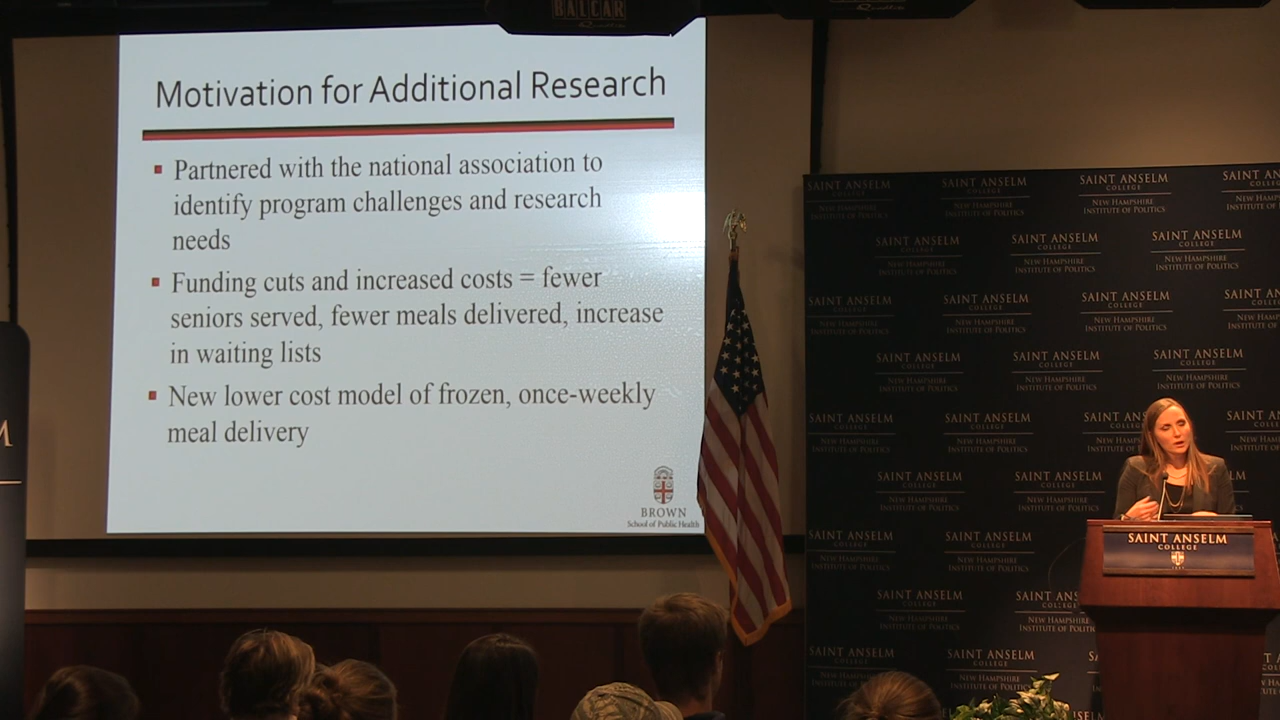 BALCAR
Motivation for Additional Research
Partnered with the national association to
identify program challenges and research
needs
Funding cuts and increased costs = fewer
seniors served, fewer meals delivered, increase
in waiting lists
New lower cost model of frozen, once-weekly
meal delivery
BROWN
School of Public Health
SAINT ANSELM
COLLEGE
NEW HAMPSHIRE
INSTITUTE OF POLITICS
SAINT ANSELM
COLLEGE